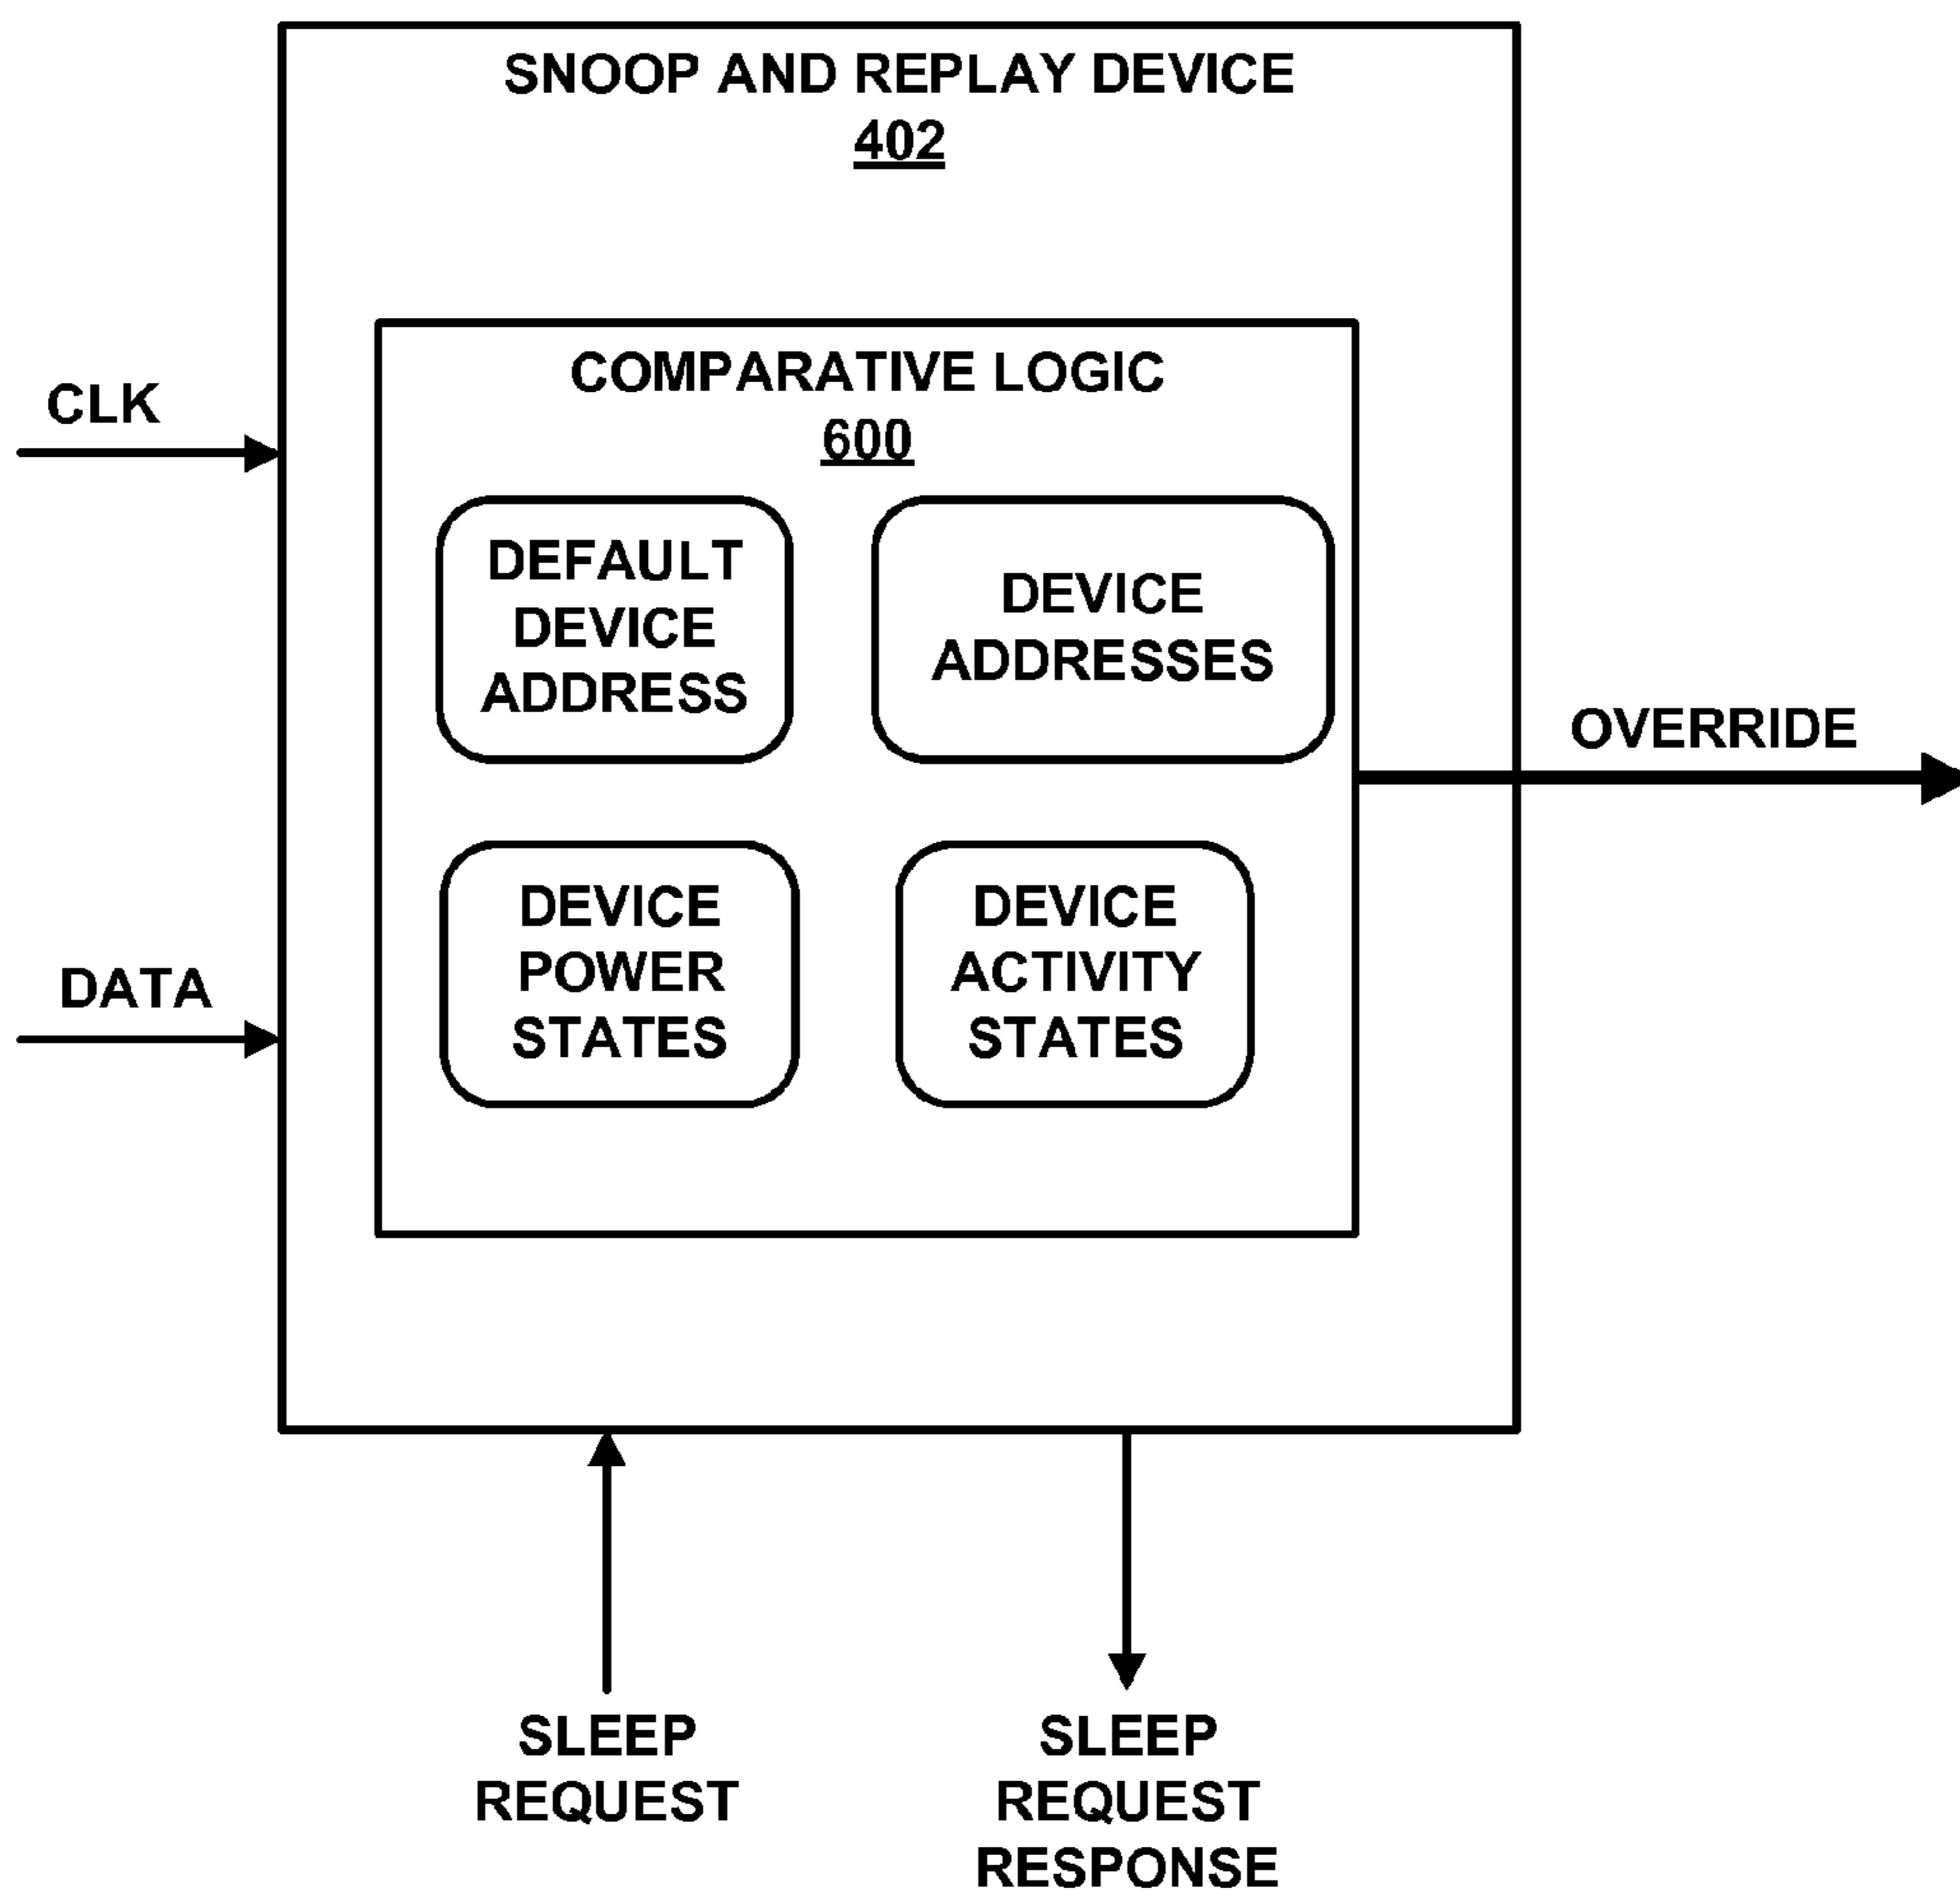 SNOOP AND REPLAY DEVICE
402
COMPARATIVE LOGIC
600
CLK
DEFAULT
DEVICE
ADDRESS
DEVICE
ADDRESSES
OVERRIDE
DATA
DEVICE
POWER
STATES
DEVICE
ACTIVITY
STATES
SLEEP
REQUEST
SLEEP
REQUEST
RESPONSE